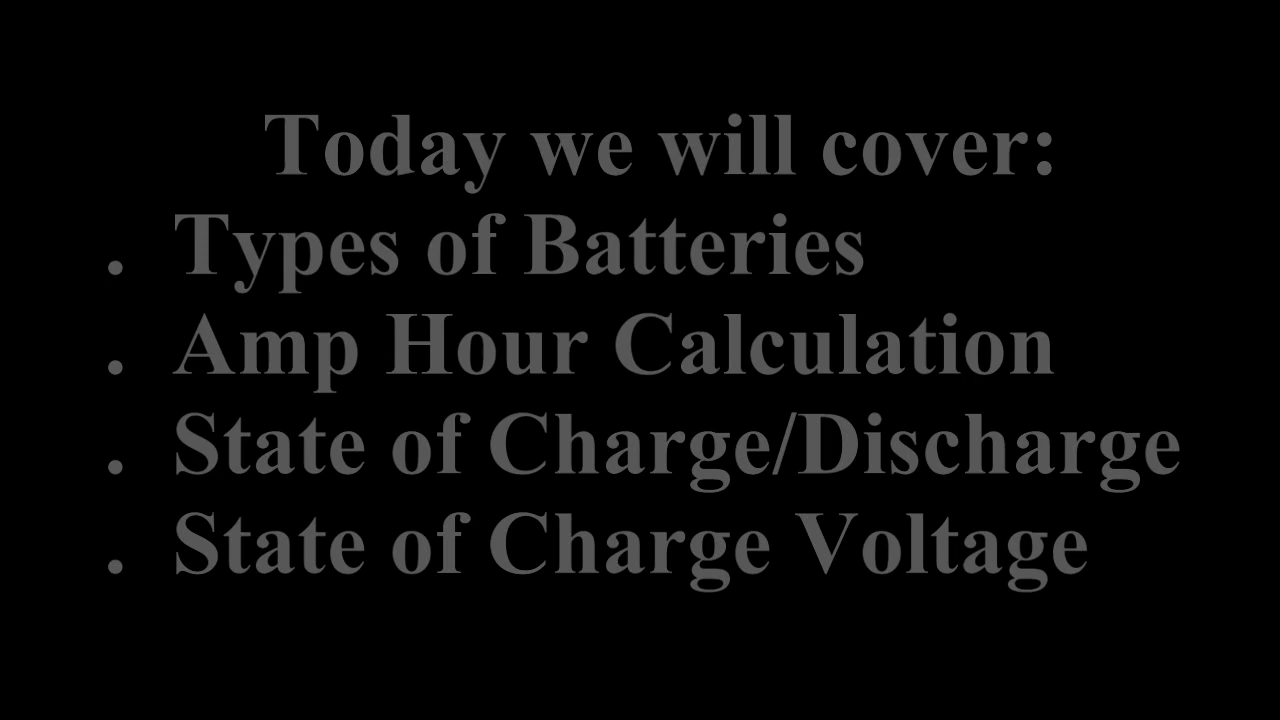 Today we will cover:
. Types of Batteries
. Amp Hour Calculation
. State of Charge/Discharge
. State of Charge Voltage